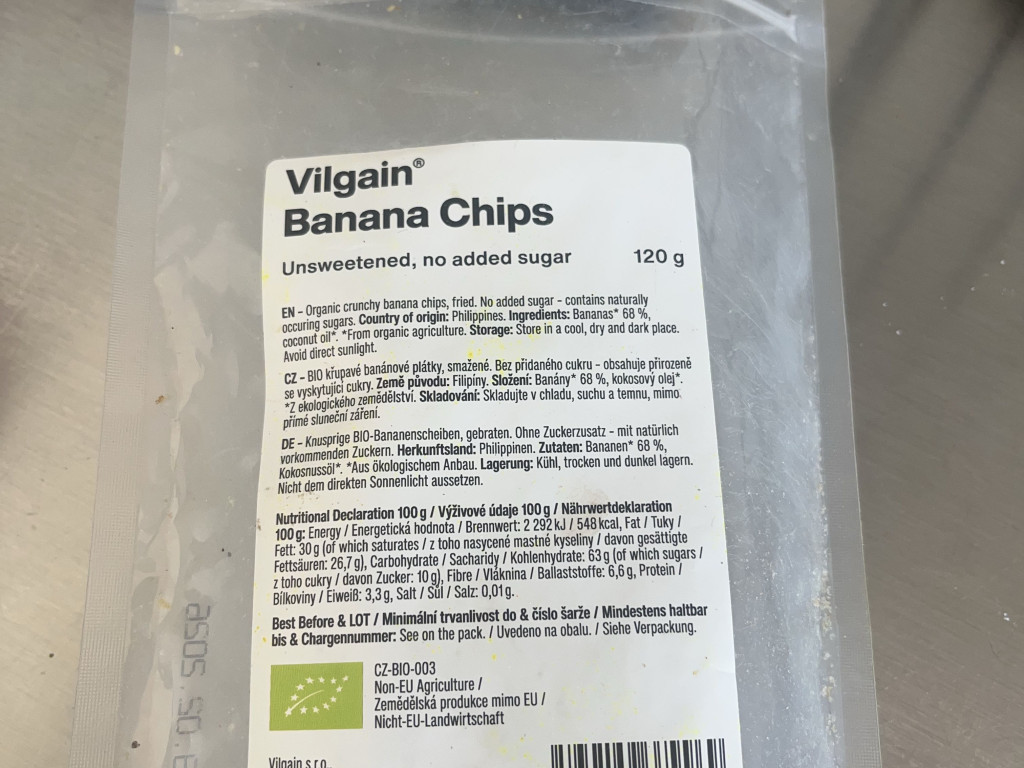 Vilgain®
Banana Chips
Unsweetened, no added sugar 120 g
EN – Organic crunchy banana chips, fried. No added sugar – contains naturally
occuring sugars. Country of origin: Philippines. Ingredients: Bananas* 68 %,
coconut oil*. *From organic agriculture. Storage: Store in a cool, dry and dark place.
Avoid direct sunlight.
CZ – BIO křupavé banánové plátky, smažené. Bez přidaného cukru – obsahuje přirozeně
se vyskytující cukry. Země původu: Filipíny. Složení: Banány* 68 %, kokosový olej*.
*Z ekologického zemědělství. Skladování: Skladujte v chladu, suchu a temnu, mimo
přímé sluneční záření.
DE – Knusprige BIO-Bananenscheiben, gebraten. Ohne Zuckerzusatz – mit natürlich
vorkommenden Zuckern. Herkunftsland: Philippinen. Zutaten: Bananen* 68 %,
Kokosnussöl*. *Aus ökologischem Anbau. Lagerung: Kühl, trocken und dunkel lagern.
Nicht dem direkten Sonnenlicht aussetzen.
Nutritional Declaration 100 g / Výživové údaje 100 g / Nährwertdeklaration
100 g: Energy / Energetická hodnota / Brennwert: 2 292 kJ / 548 kcal, Fat / Tuky /
Fett: 30 g (of which saturates / z toho nasycené mastné kyseliny / davon gesättigte
Fettsäuren: 26,7 g), Carbohydrate / Sacharidy / Kohlenhydrate: 63 g (of which sugars /
z toho cukry / davon Zucker: 10 g), Fibre / Vláknina / Ballaststoffe: 6,6 g, Protein /
Bílkoviny / Eiweiß: 3,3 g, Salt / Sůl / Salz: 0,01 g.
Best Before & LOT / Minimální trvanlivost do & číslo šarže / Mindestens haltbar
bis & Chargennummer: See on the pack. / Uvedeno na obalu. / Siehe Verpackung.
CZ-BIO-003
Non-EU Agriculture /
Zemědělská produkce mimo EU /
Nicht-EU-Landwirtschaft
Vilgain s.r.o.